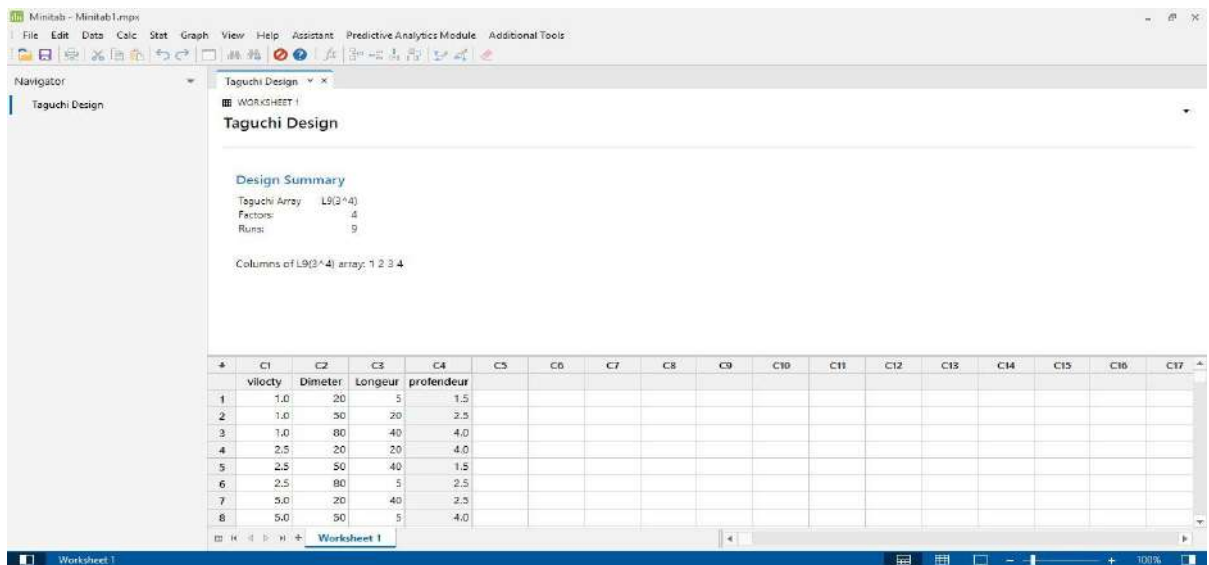 Minitab - Minitab1.mpx
File Edit Data Calc Stat Graph View Help Assistant Predictive Analytics Module Additional Tools
Navigator
Taguchi Design
Taguchi Design
WORKSHEET 1
Taguchi Design
Design Summary
Taguchi Array L9(3^4)
Factors: 4
Runs: 9
Columns of L9(3^4) array: 1 2 3 4
C1 C2 C3 C4 C5 C6 C7 C8 C9 C10 C11 C12 C13 C14 C15 C16 C17
vilocty Dimeter Longeur profendeur
1 1.0 20 5 1.5
2 1.0 50 20 2.5
3 1.0 80 40 4.0
4 2.5 20 20 4.0
5 2.5 50 40 1.5
6 2.5 80 5 2.5
7 5.0 20 40 2.5
8 5.0 50 5 4.0
Worksheet 1
Worksheet 1 100%